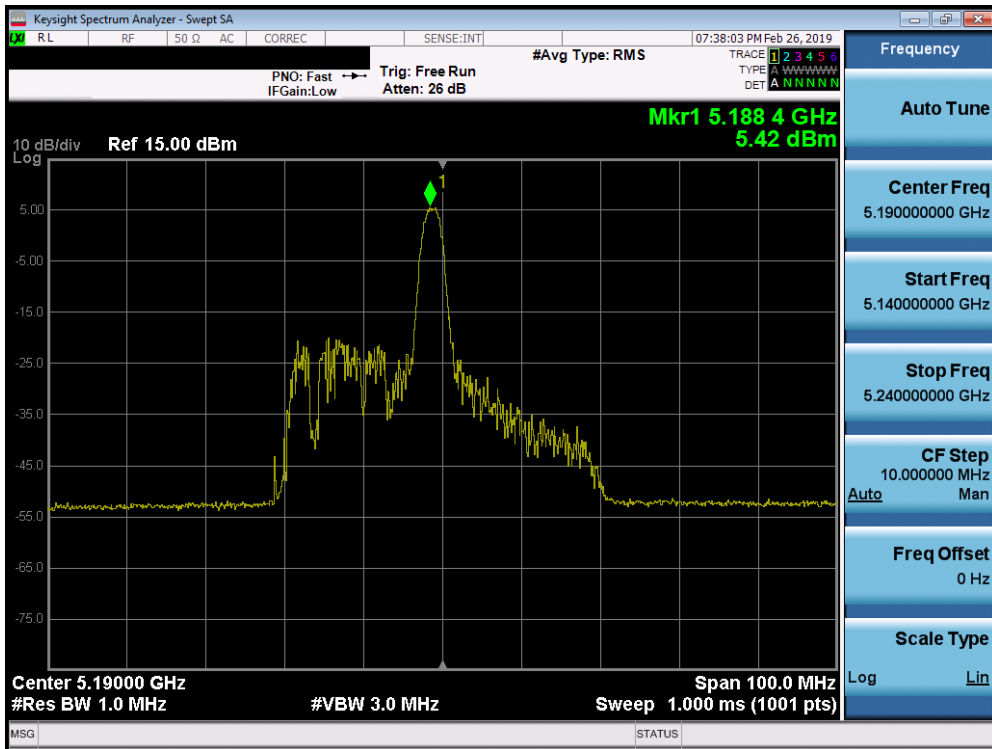 Keysight Spectrum Analyzer - Swept SA
LXI RL RF 50 Ω AC CORREC SENSE:INT 07:38:03 PM Feb 26, 2019
#Avg Type: RMS
TRACE 1 2 3 4 5 6
TYPE A WWWWW
DET A N N N N N
PNO: Fast
IFGain:Low
Trig: Free Run
Atten: 26 dB
Mkr1 5.188 4 GHz
5.42 dBm
10 dB/div
Log
Ref 15.00 dBm
1
5.00
-5.00
-15.0
-25.0
-35.0
-45.0
-55.0
-65.0
-75.0
Center 5.19000 GHz
#Res BW 1.0 MHz
#VBW 3.0 MHz
Span 100.0 MHz
Sweep 1.000 ms (1001 pts)
MSG
STATUS
Frequency
Auto Tune
Center Freq
5.190000000 GHz
Start Freq
5.140000000 GHz
Stop Freq
5.240000000 GHz
CF Step
10.000000 MHz
Auto Man
Freq Offset
0 Hz
Scale Type
Log Lin